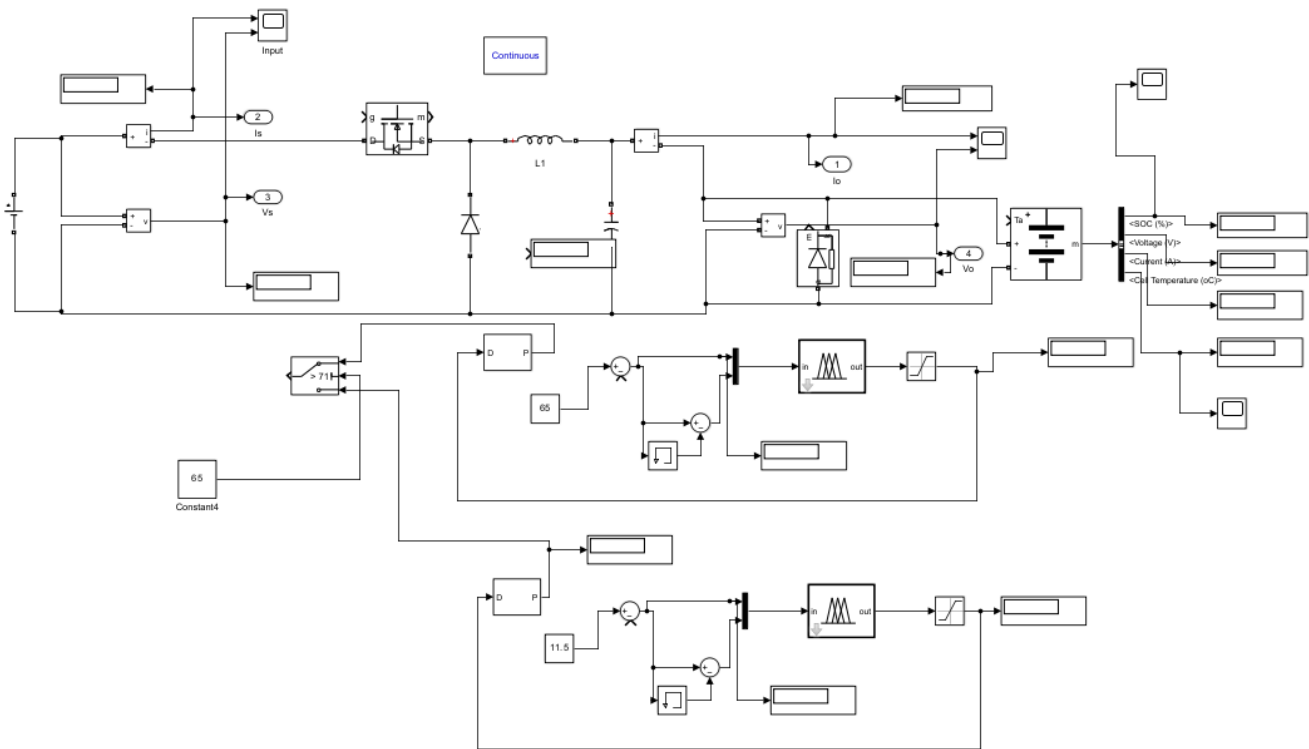 Input
Continuous
2
Is
g
m
D
S
L1
i
+
-
1
Io
3
Vs
+
-
v
i
+
-
+
-
v
E
4
Vo
Ta
+
-
m
<SOC (%)>
<Voltage (V)>
<Current (A)>
<Cell Temperature (oC)>
D
P
> 71
65
in
out
65
Constant4
D
P
11.5
in
out